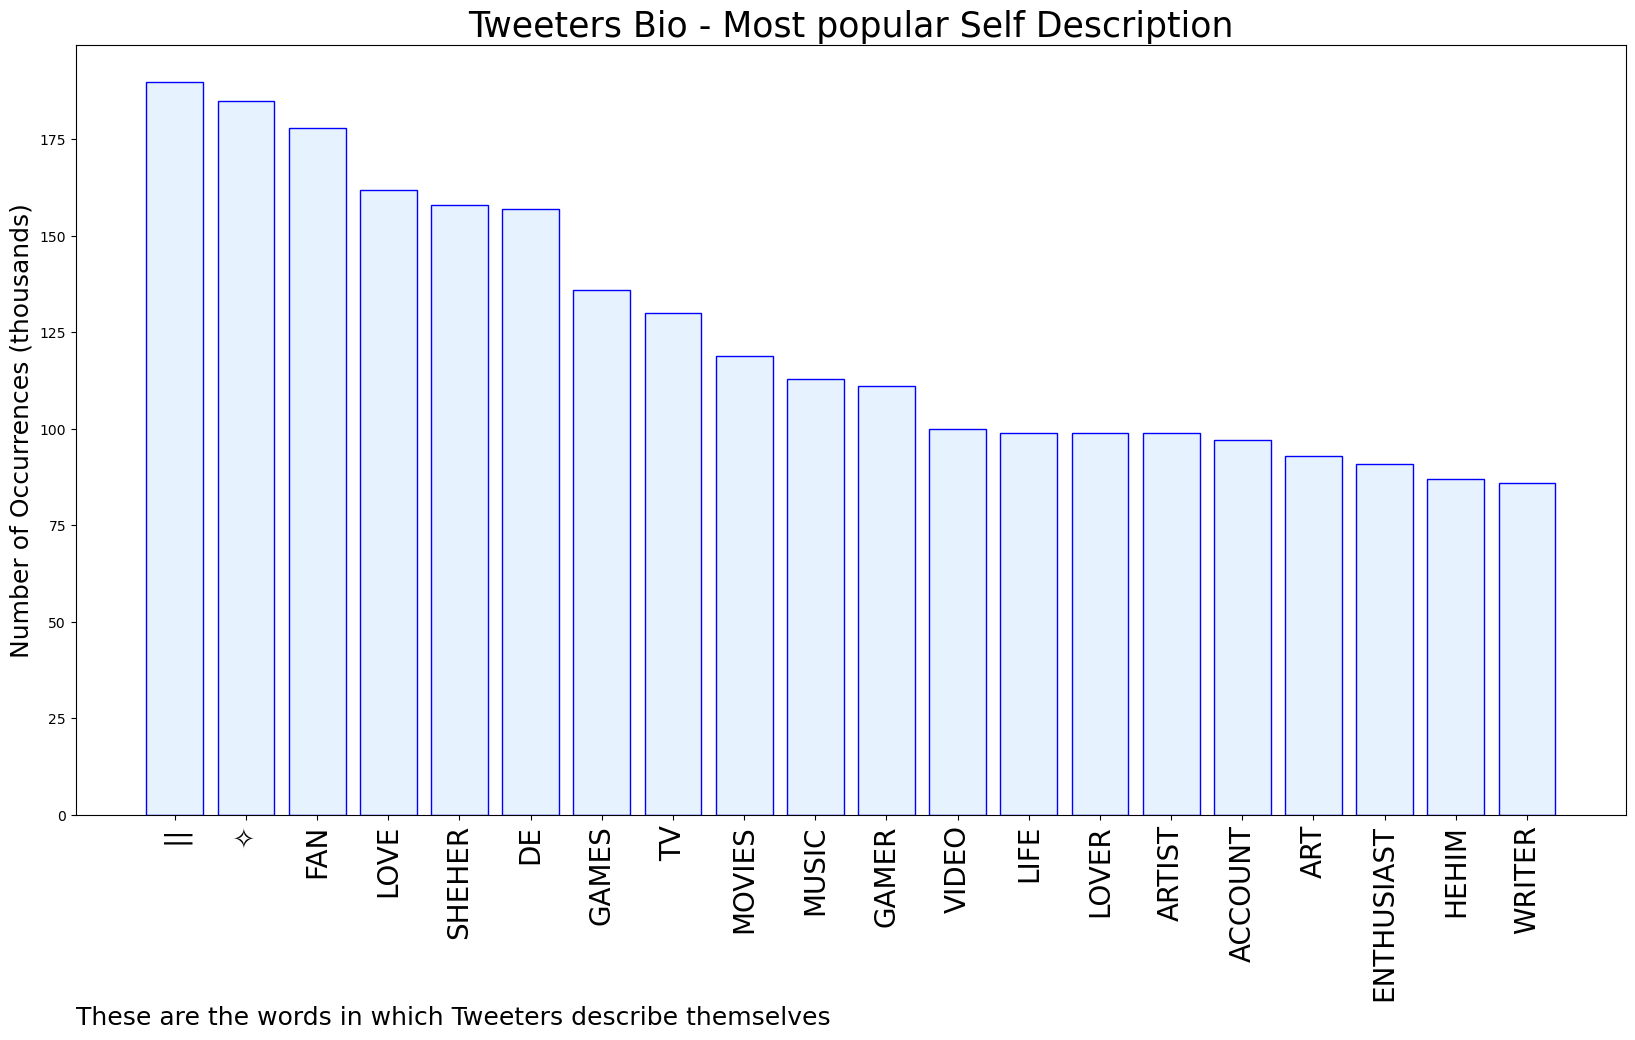 Tweeters Bio - Most popular Self Description
Number of Occurrences (thousands)
175
150
125
100
75
50
25
0
||
✧
FAN
LOVE
SHEHER
DE
GAMES
TV
MOVIES
MUSIC
GAMER
VIDEO
LIFE
LOVER
ARTIST
ACCOUNT
ART
ENTHUSIAST
HEHIM
WRITER
These are the words in which Tweeters describe themselves